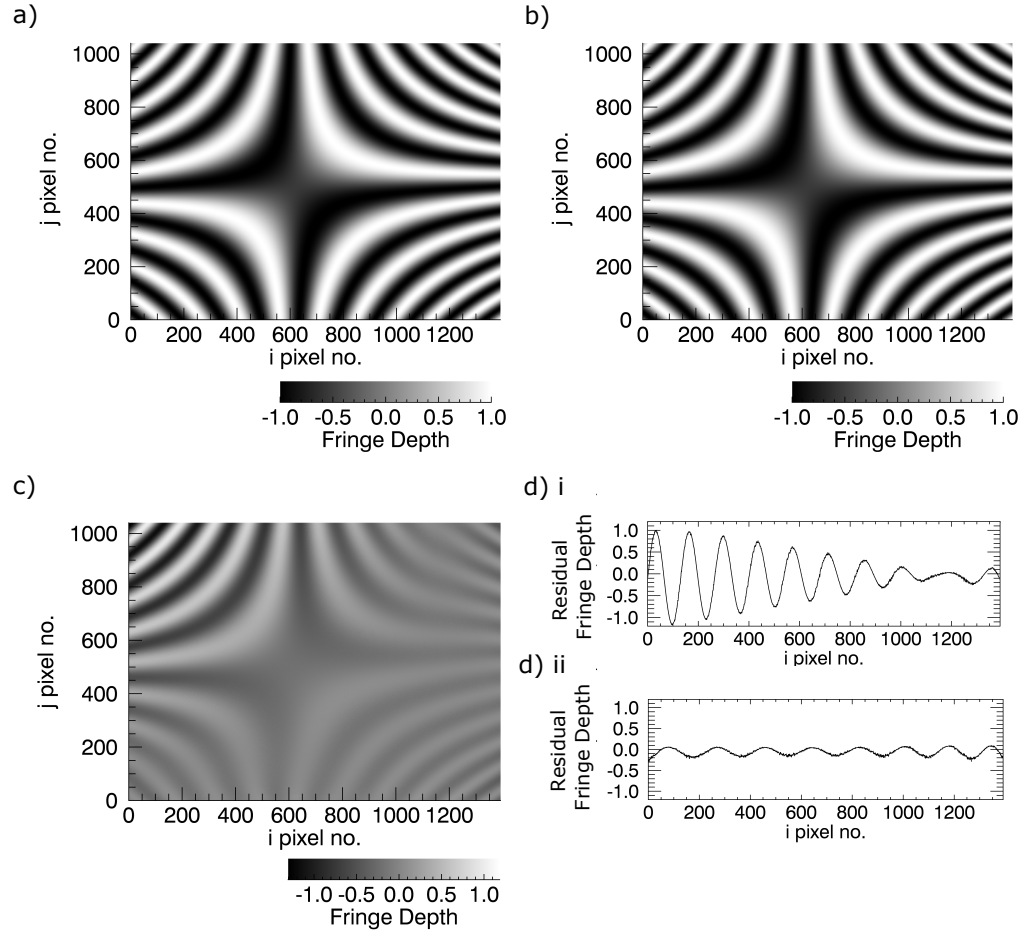 a)
1000
800
600
400
200
0
j pixel no.
0 200 400 600 800 1000 1200
i pixel no.
-1.0 -0.5 0.0 0.5 1.0
Fringe Depth
b)
1000
800
600
400
200
0
j pixel no.
0 200 400 600 800 1000 1200
i pixel no.
-1.0 -0.5 0.0 0.5 1.0
Fringe Depth
c)
1000
800
600
400
200
0
j pixel no.
0 200 400 600 800 1000 1200
i pixel no.
-1.0 -0.5 0.0 0.5 1.0
Fringe Depth
d) i
1.0
0.5
0.0
-0.5
-1.0
Residual
Fringe Depth
0 200 400 600 800 1000 1200
i pixel no.
d) ii
1.0
0.5
0.0
-0.5
-1.0
Residual
Fringe Depth
0 200 400 600 800 1000 1200
i pixel no.